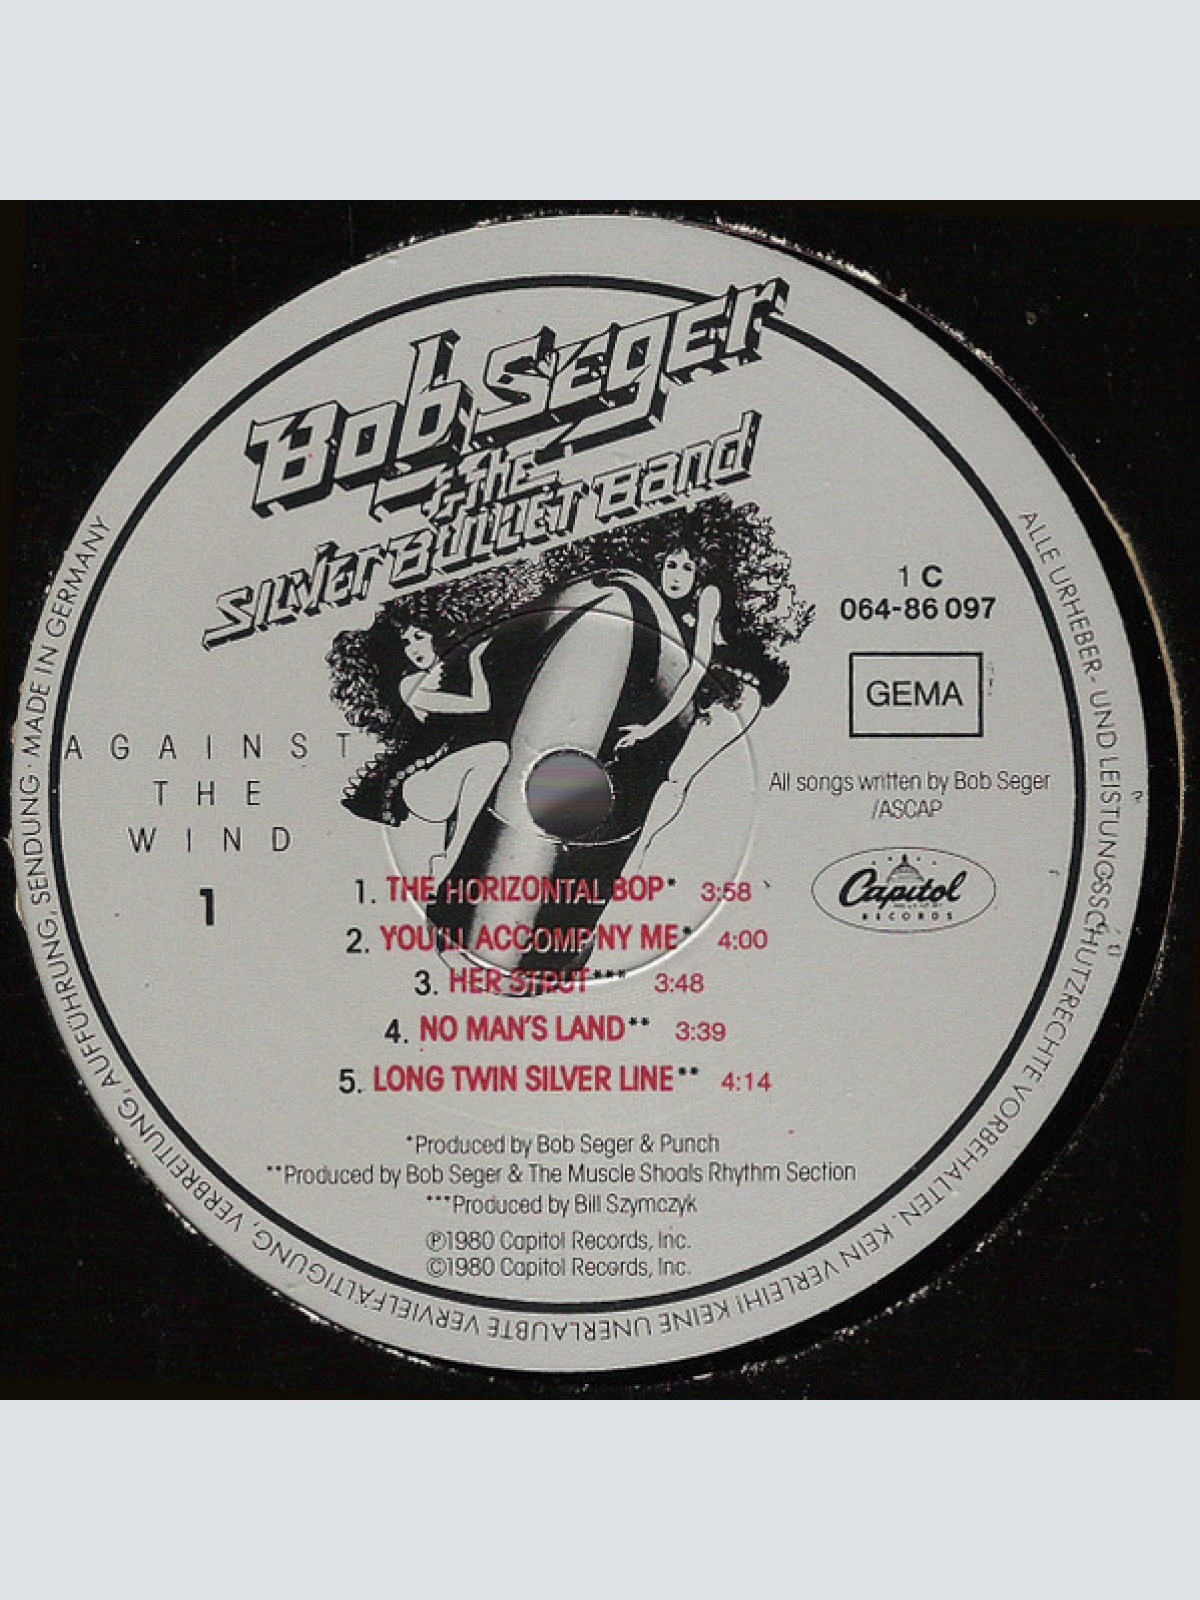 Bob Seger
& the
Silver Bullet Band
1 C
064-86 097
GEMA
AGAINST
THE
WIND
1
All songs written by Bob Seger
/ASCAP
Capitol
RECORDS
1. THE HORIZONTAL BOP* 3:58
2. YOU'LL ACCOMPNY ME* 4:00
3. HER STRUT*** 3:48
4. NO MAN'S LAND** 3:39
5. LONG TWIN SILVER LINE** 4:14
*Produced by Bob Seger & Punch
**Produced by Bob Seger & The Muscle Shoals Rhythm Section
***Produced by Bill Szymczyk
℗1980 Capitol Records, Inc.
©1980 Capitol Records, Inc.
ALLE URHEBER- UND LEISTUNGSSCHUTZRECHTE VORBEHALTEN. KEIN VERLEIH! KEINE UNERLAUBTE VERVIELFÄLTIGUNG, VERBREITUNG, AUFFÜHRUNG, SENDUNG · MADE IN GERMANY